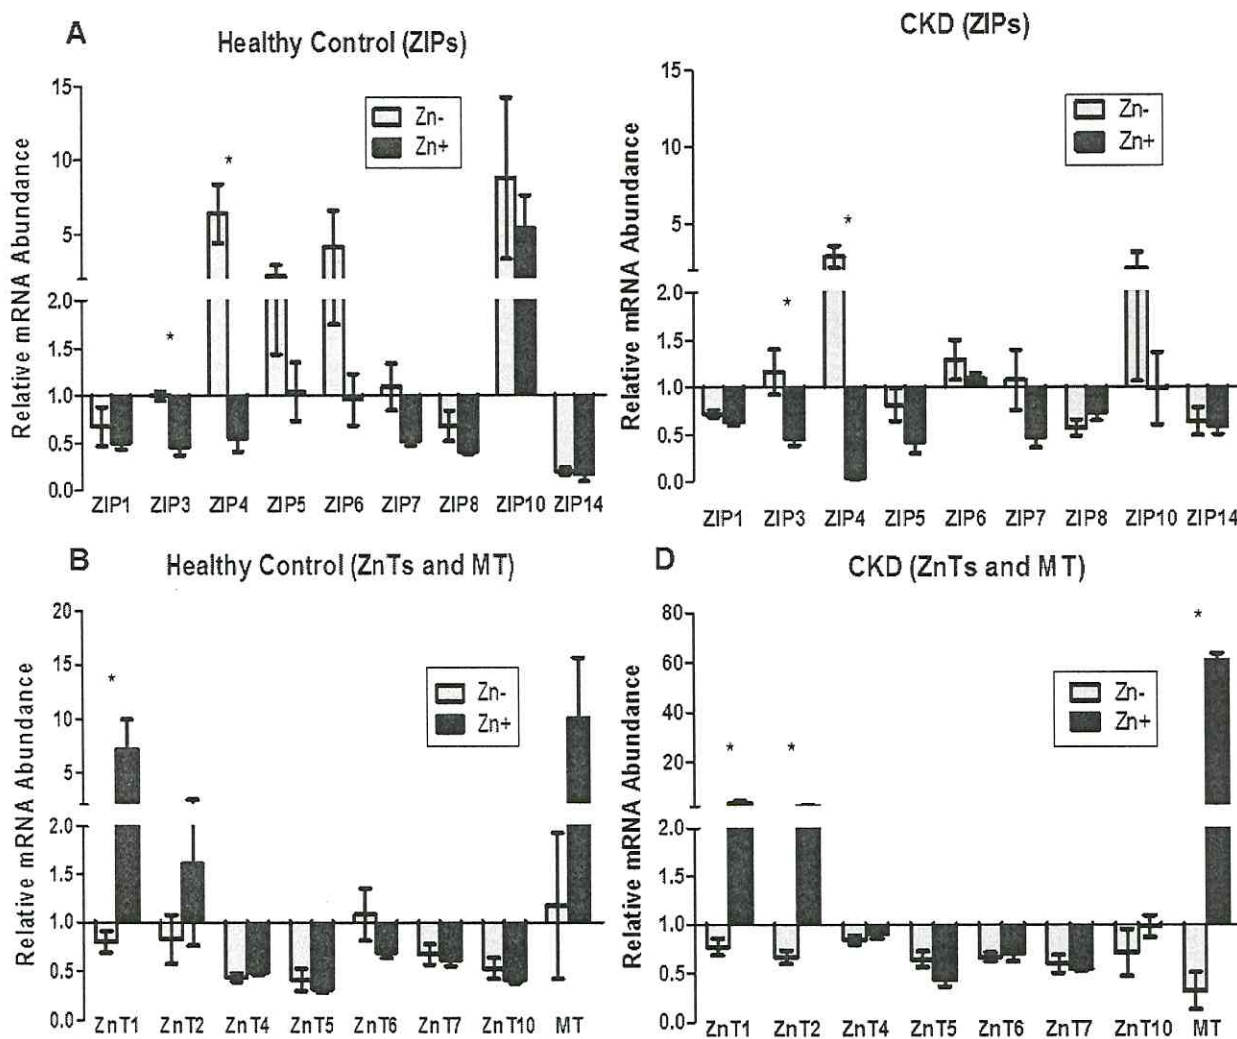 A
Healthy Control (ZIPs)
Relative mRNA Abundance
15
10
5
2.0
1.5
1.0
0.5
0.0
Zn-
Zn+
*
*
ZIP1 ZIP3 ZIP4 ZIP5 ZIP6 ZIP7 ZIP8 ZIP10 ZIP14
CKD (ZIPs)
Relative mRNA Abundance
15
10
5
2.0
1.5
1.0
0.5
0.0
Zn-
Zn+
*
*
ZIP1 ZIP3 ZIP4 ZIP5 ZIP6 ZIP7 ZIP8 ZIP10 ZIP14
B
Healthy Control (ZnTs and MT)
Relative mRNA Abundance
20
15
10
5
2.0
1.5
1.0
0.5
0.0
Zn-
Zn+
*
ZnT1 ZnT2 ZnT4 ZnT5 ZnT6 ZnT7 ZnT10 MT
D
CKD (ZnTs and MT)
Relative mRNA Abundance
80
60
40
20
2.0
1.5
1.0
0.5
0.0
Zn-
Zn+
* * *
ZnT1 ZnT2 ZnT4 ZnT5 ZnT6 ZnT7 ZnT10 MT